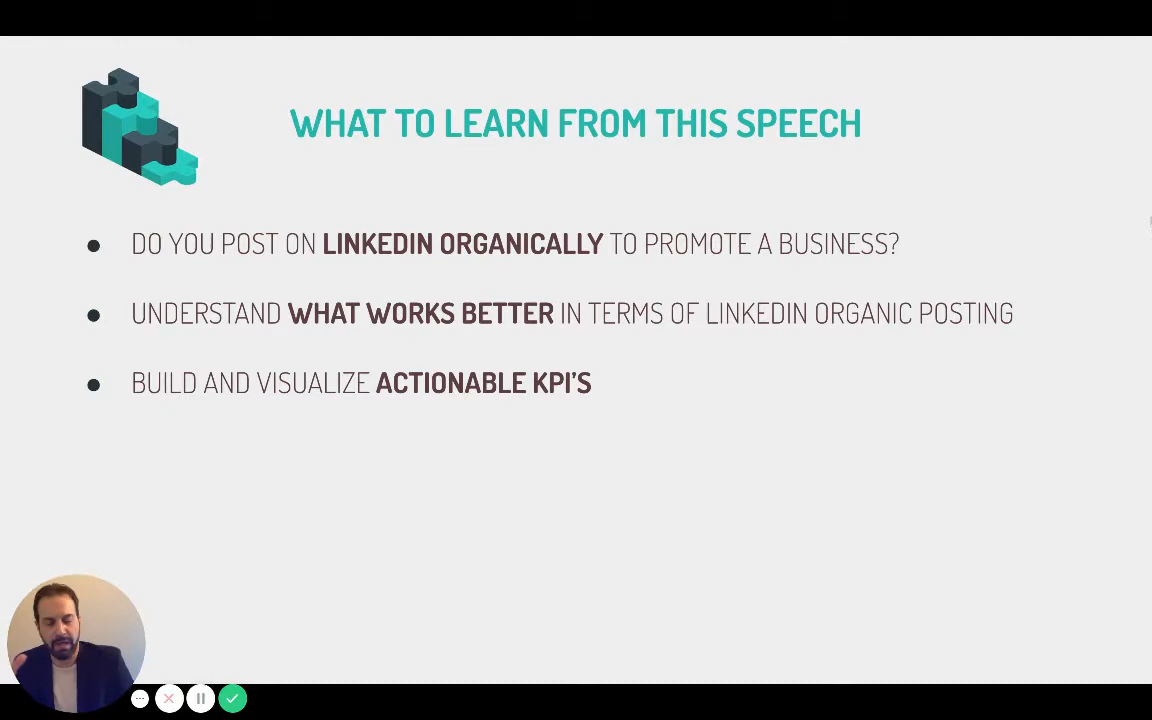 WHAT TO LEARN FROM THIS SPEECH
DO YOU POST ON LINKEDIN ORGANICALLY TO PROMOTE A BUSINESS?
UNDERSTAND WHAT WORKS BETTER IN TERMS OF LINKEDIN ORGANIC POSTING
BUILD AND VISUALIZE ACTIONABLE KPI'S